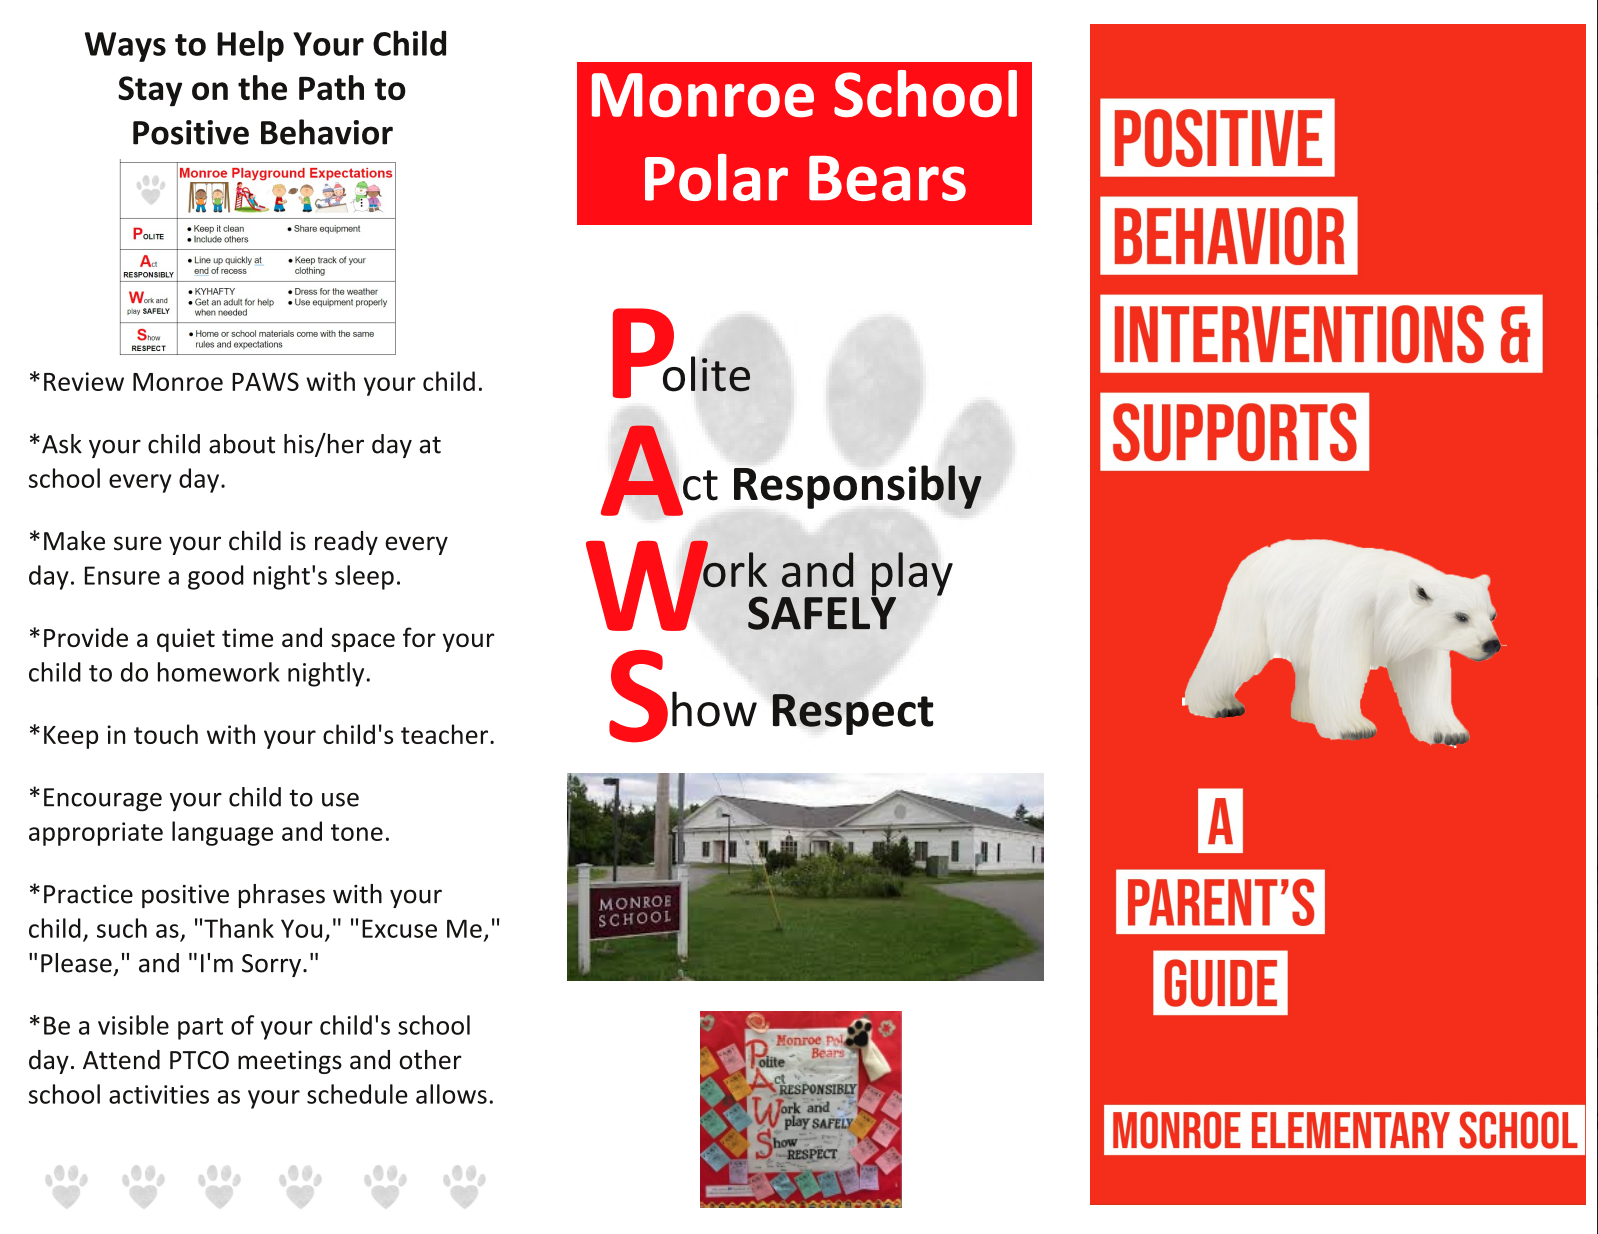 Ways to Help Your Child
Stay on the Path to
Positive Behavior
Monroe Playground Expectations
POLITE
● Keep it clean
● Include others
● Share equipment
Act
RESPONSIBLY
● Line up quickly at
end of recess
● Keep track of your
clothing
Work and
play SAFELY
● KYHAFTY
● Get an adult for help
when needed
● Dress for the weather
● Use equipment properly
Show
RESPECT
● Home or school materials come with the same
rules and expectations
*Review Monroe PAWS with your child.
*Ask your child about his/her day at
school every day.
*Make sure your child is ready every
day. Ensure a good night's sleep.
*Provide a quiet time and space for your
child to do homework nightly.
*Keep in touch with your child's teacher.
*Encourage your child to use
appropriate language and tone.
*Practice positive phrases with your
child, such as, "Thank You," "Excuse Me,"
"Please," and "I'm Sorry."
*Be a visible part of your child's school
day. Attend PTCO meetings and other
school activities as your schedule allows.
Monroe School
Polar Bears
Polite
Act Responsibly
Work and play
SAFELY
Show Respect
MONROE
SCHOOL
Monroe Pol
Bears
Polite
Act
RESPONSIBLY
Work and
play SAFELY
Show
RESPECT
POSITIVE
BEHAVIOR
INTERVENTIONS &
SUPPORTS
A
PARENT'S
GUIDE
MONROE ELEMENTARY SCHOOL